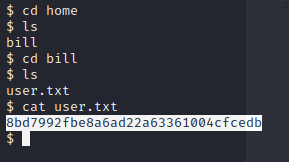 $ cd home
$ ls
bill
$ cd bill
$ ls
user.txt
$ cat user.txt
8bd7992fbe8a6ad22a63361004cfcedb
$